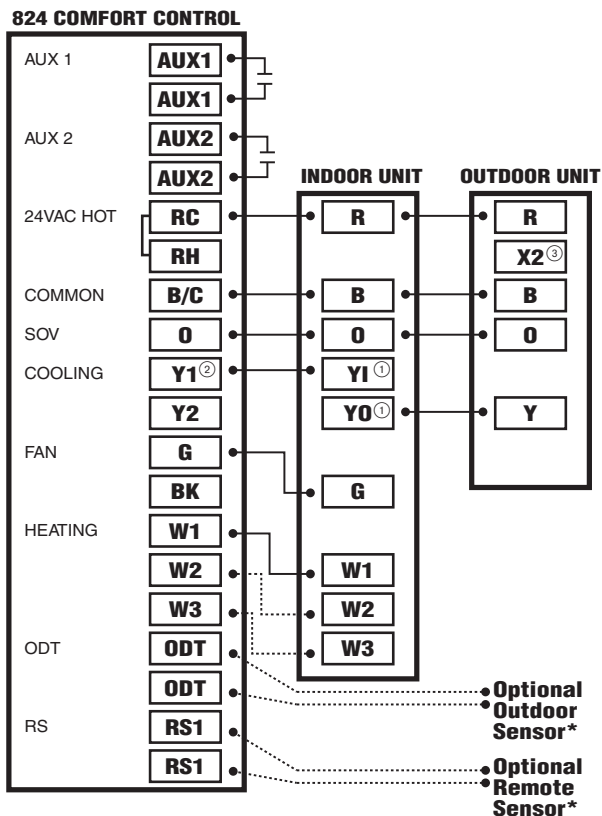 824 COMFORT CONTROL
AUX 1 AUX1
AUX1
AUX 2 AUX2
AUX2
INDOOR UNIT OUTDOOR UNIT
24VAC HOT RC R R
RH X2③
COMMON B/C B B
SOV O O O
COOLING Y1② YI①
Y2 YO① Y
FAN G
BK G
HEATING W1
W2 W1
W3 W2
ODT ODT W3
ODT
Optional
Outdoor
Sensor*
RS RS1
RS1
Optional
Remote
Sensor*